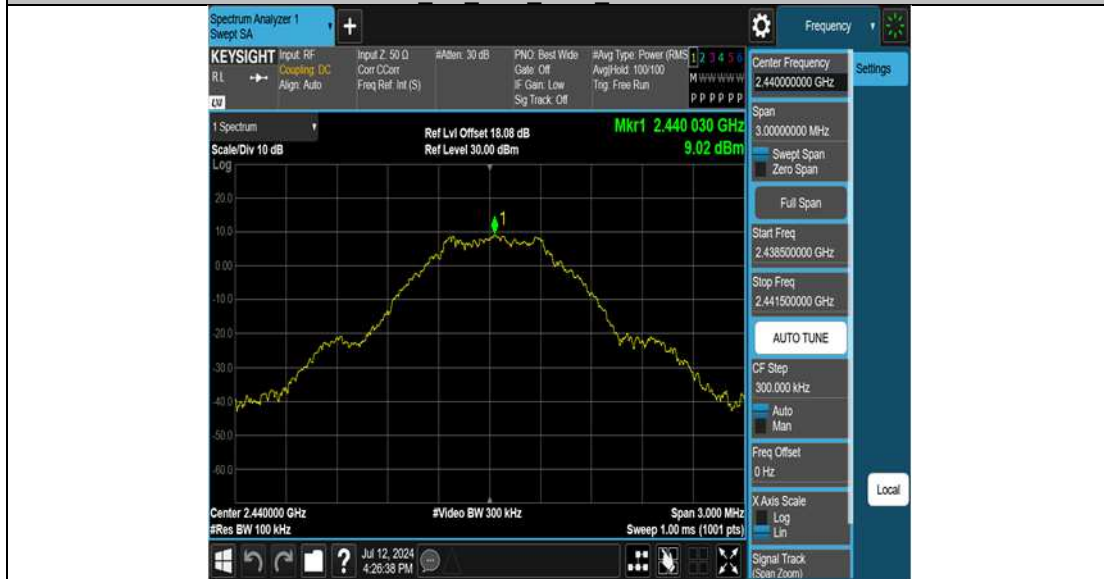 Spectrum Analyzer 1
Swept SA
+
Frequency
KEYSIGHT
RL
LXI
Input: RF
Coupling: DC
Align: Auto
Input Z: 50 Ω
Corr CCorr
Freq Ref: Int (S)
#Atten: 30 dB
PNO: Best Wide
Gate: Off
IF Gain: Low
Sig Track: Off
#Avg Type: Power (RMS
Avg|Hold: 100/100
Trig: Free Run
1 2 3 4 5 6
M W W W W W
P P P P P P
1 Spectrum
Scale/Div 10 dB
Log
Ref Lvl Offset 18.08 dB
Ref Level 30.00 dBm
Mkr1 2.440 030 GHz
9.02 dBm
1
20.0
10.0
0.00
-10.0
-20.0
-30.0
-40.0
-50.0
-60.0
Center 2.440000 GHz
#Res BW 100 kHz
#Video BW 300 kHz
Span 3.000 MHz
Sweep 1.00 ms (1001 pts)
?
Jul 12, 2024
4:26:38 PM
Settings
Center Frequency
2.440000000 GHz
Span
3.00000000 MHz
Swept Span
Zero Span
Full Span
Start Freq
2.438500000 GHz
Stop Freq
2.441500000 GHz
AUTO TUNE
CF Step
300.000 kHz
Auto
Man
Freq Offset
0 Hz
X Axis Scale
Log
Lin
Signal Track
(Span Zoom)
Local